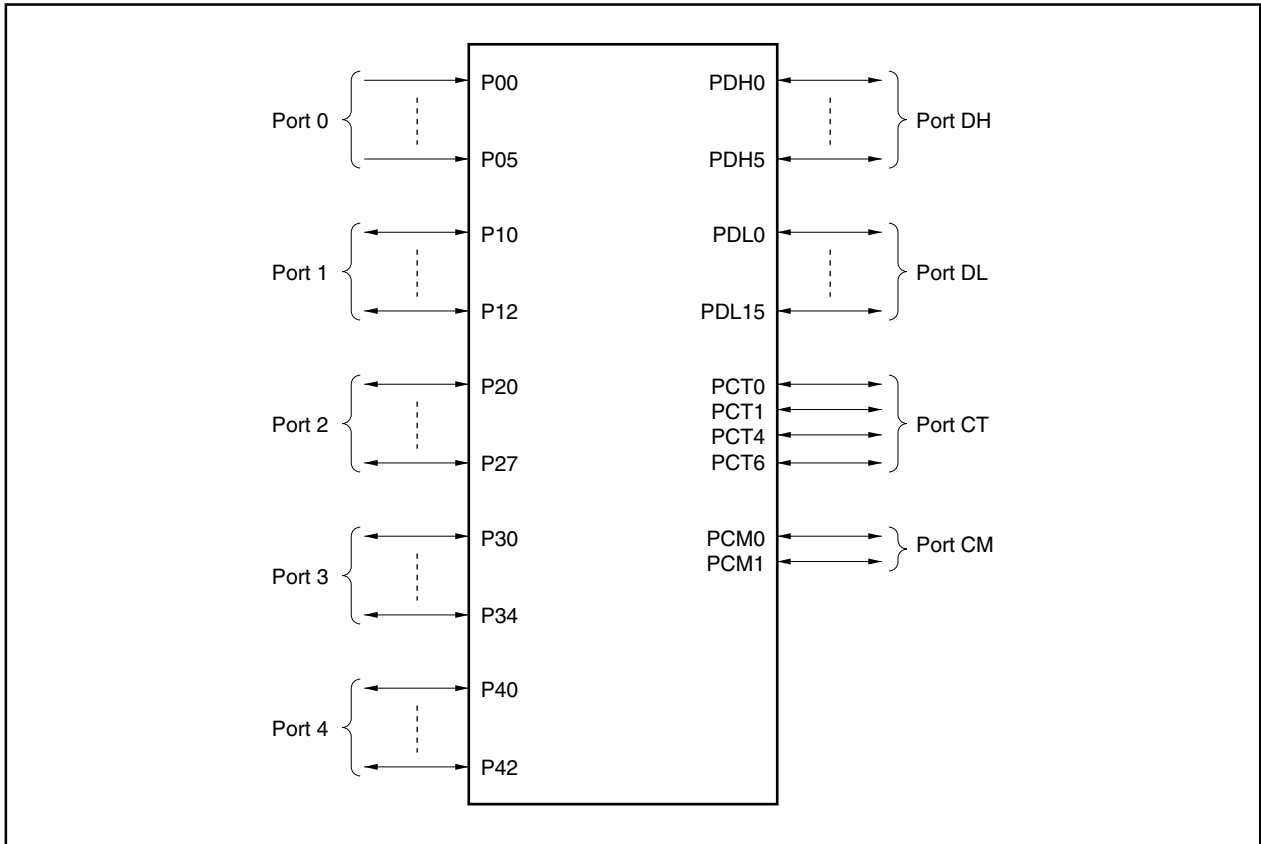 Port 0
P00
P05
Port 1
P10
P12
Port 2
P20
P27
Port 3
P30
P34
Port 4
P40
P42
PDH0
PDH5
Port DH
PDL0
PDL15
Port DL
PCT0
PCT1
PCT4
PCT6
Port CT
PCM0
PCM1
Port CM